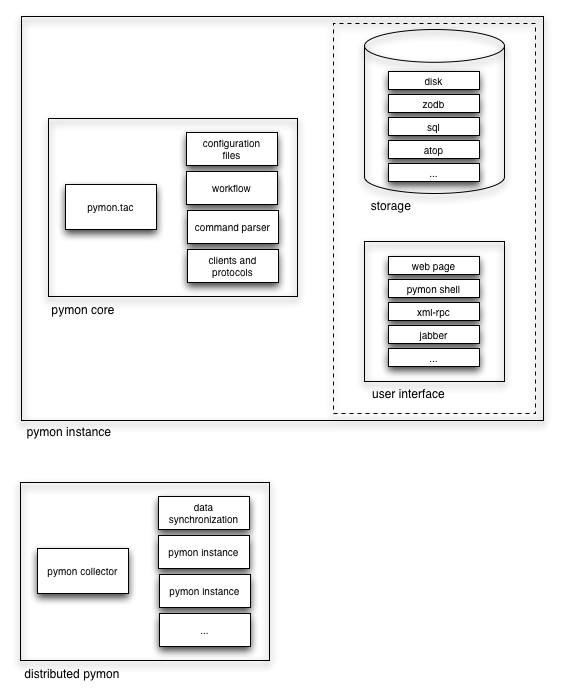 disk
zodb
sql
atop
...
storage
configuration
files
workflow
command parser
clients and
protocols
pymon.tac
pymon core
web page
pymon shell
xml-rpc
jabber
...
user interface
pymon instance
data
synchronization
pymon instance
pymon instance
...
pymon collector
distributed pymon